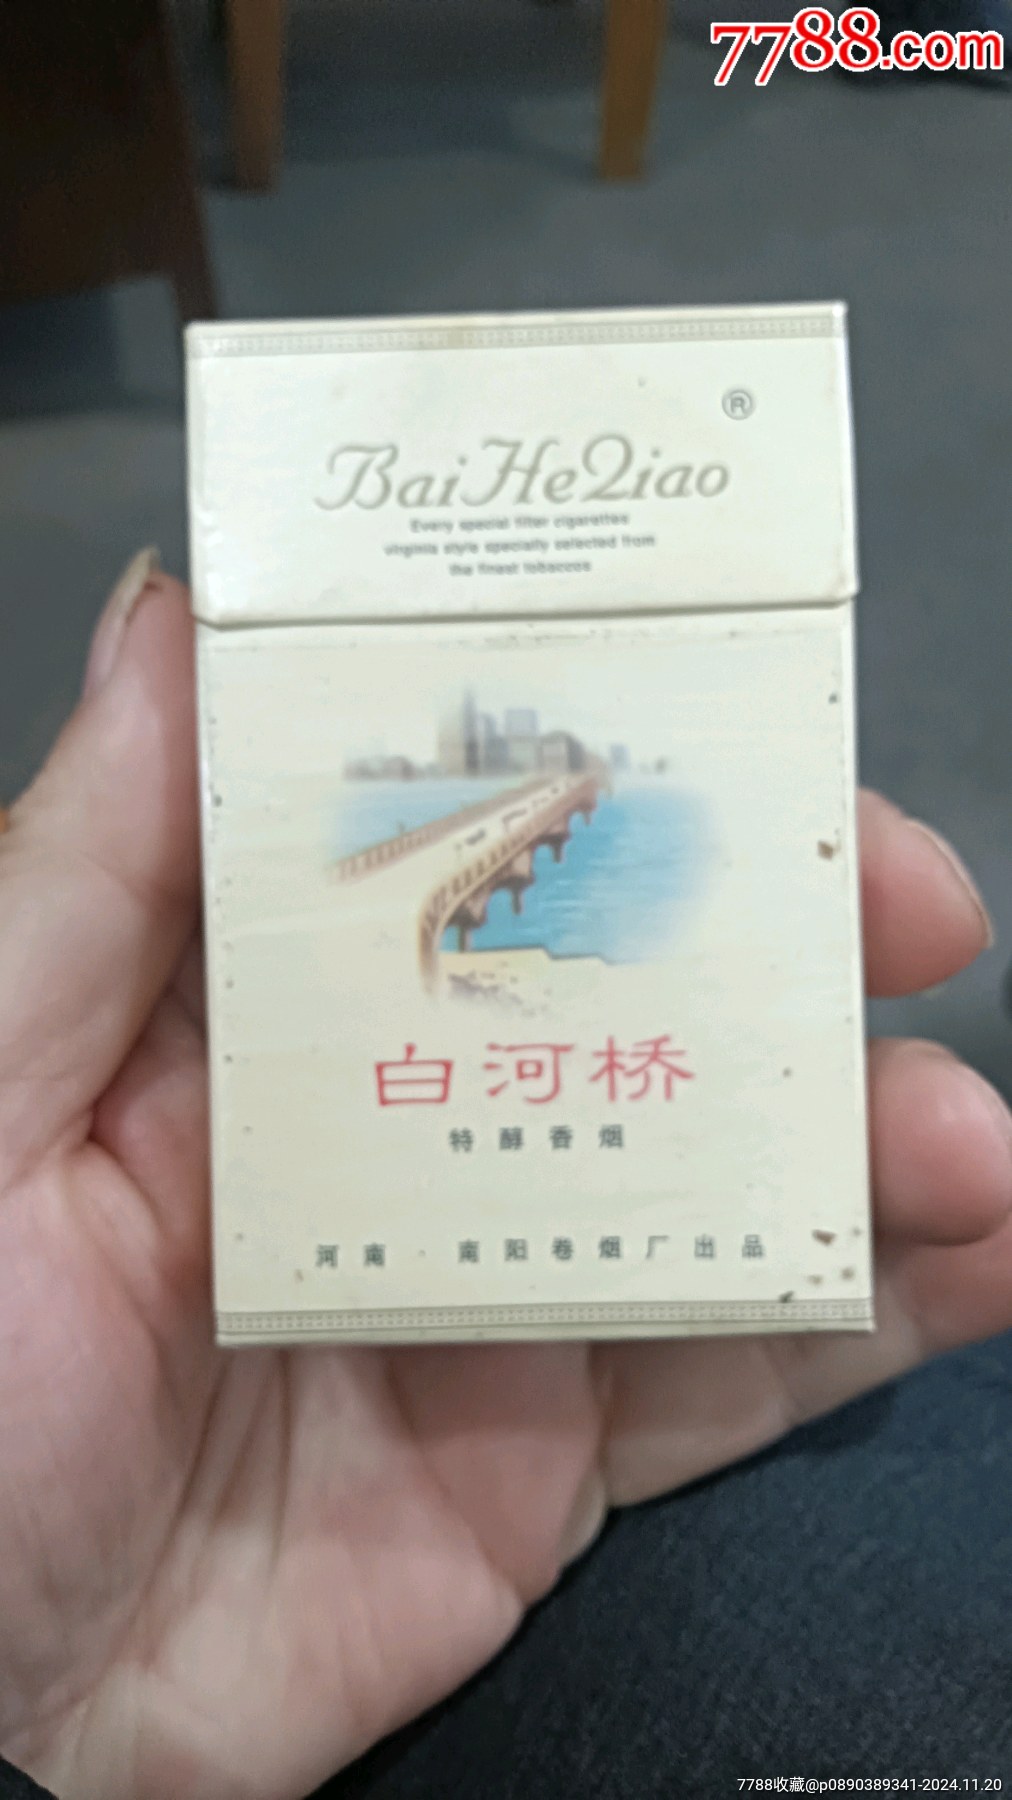 7788.com
®
BaiHeQiao
Every special filter cigarettes
virginia style specially selected from
the finest tobaccos
白河桥
特醇香烟
河南·南阳卷烟厂出品
7788收藏@p0890389341-2024.11.20